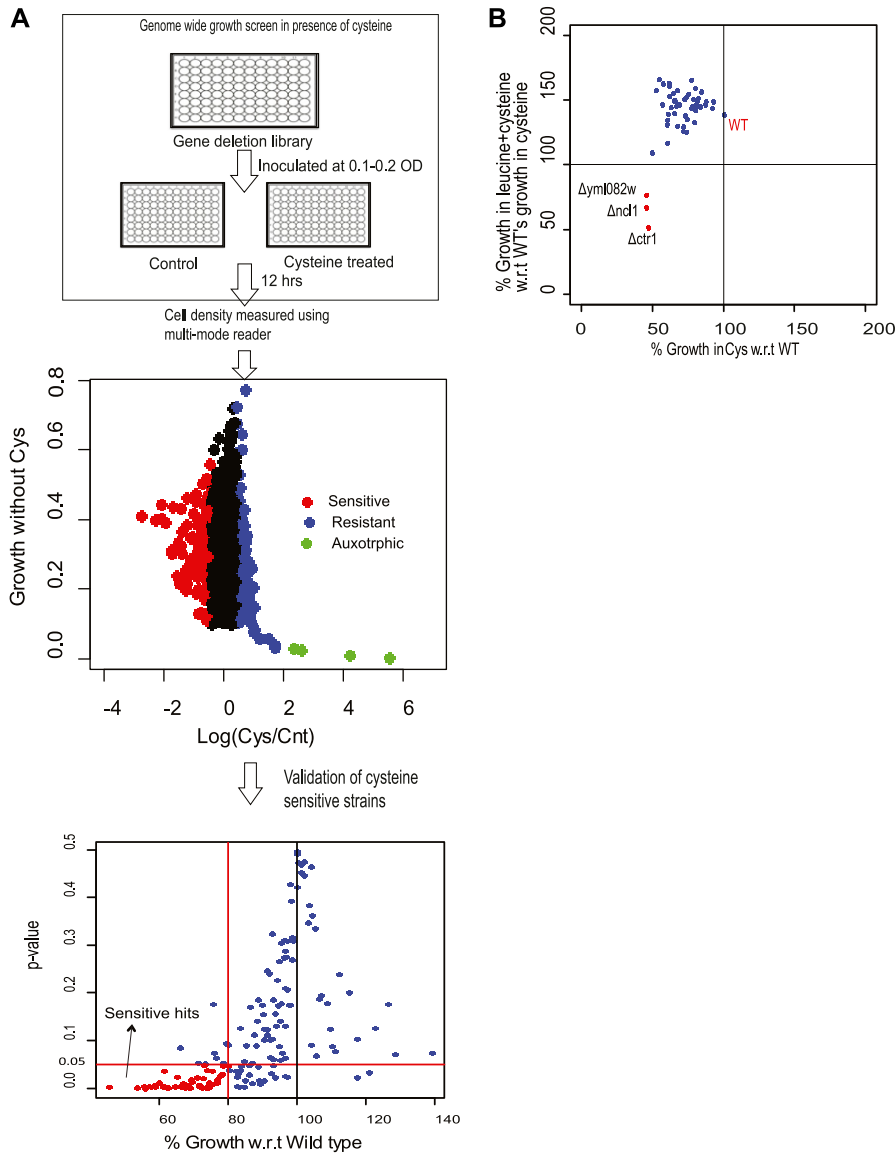 A
Genome wide growth screen in presence of cysteine
Gene deletion library
Inoculated at 0.1-0.2 OD
Control
Cysteine treated
12 hrs
Cell density measured using
multi-mode reader
Growth without Cys
0.8
0.6
0.4
0.2
0.0
Sensitive
Resistant
Auxotrphic
-4 -2 0 2 4 6
Log(Cys/Cnt)
Validation of cysteine
sensitive strains
p-value
0.5
0.4
0.3
0.2
0.1
0.05
0.0
Sensitive hits
60 80 100 120 140
% Growth w.r.t Wild type
B
% Growth in leucine+cysteine
w.r.t WT's growth in cysteine
200
150
100
50
0
WT
Δyml082w
Δncl1
Δctr1
0 50 100 150 200
% Growth inCys w.r.t WT